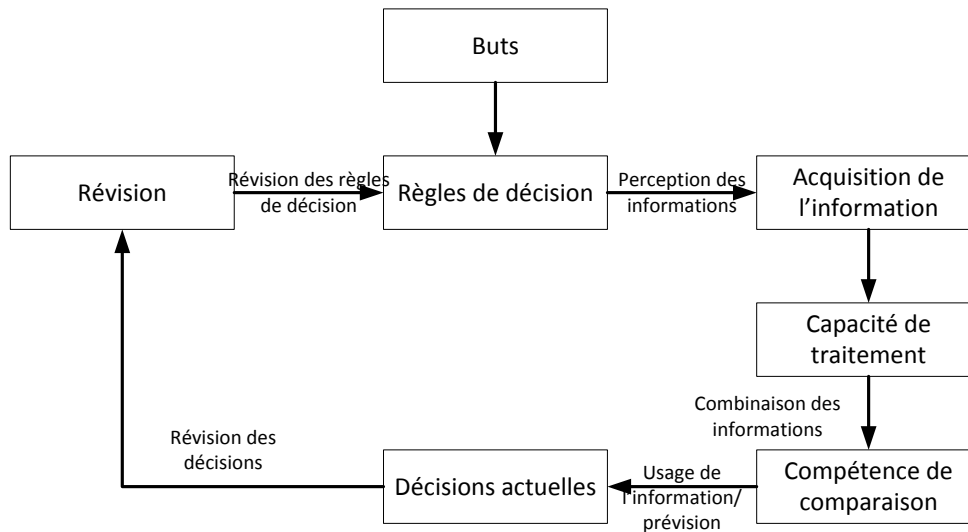 Buts
Révision
Révision des règles
de décision
Règles de décision
Perception des
informations
Acquisition de
l'information
Capacité de
traitement
Combinaison des
informations
Compétence de
comparaison
Usage de
l'information/
prévision
Décisions actuelles
Révision des
décisions